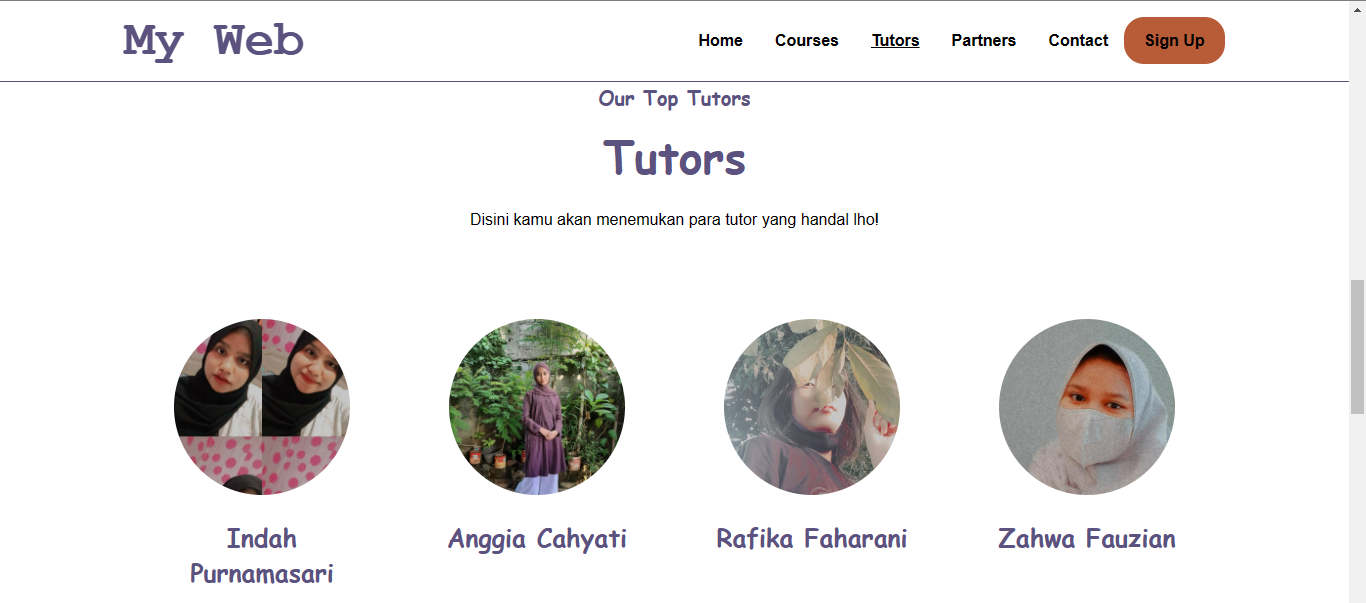 My Web
Home Courses Tutors Partners Contact Sign Up
Our Top Tutors
Tutors
Disini kamu akan menemukan para tutor yang handal lho!
Indah Purnamasari
Anggia Cahyati
Rafika Faharani
Zahwa Fauzian